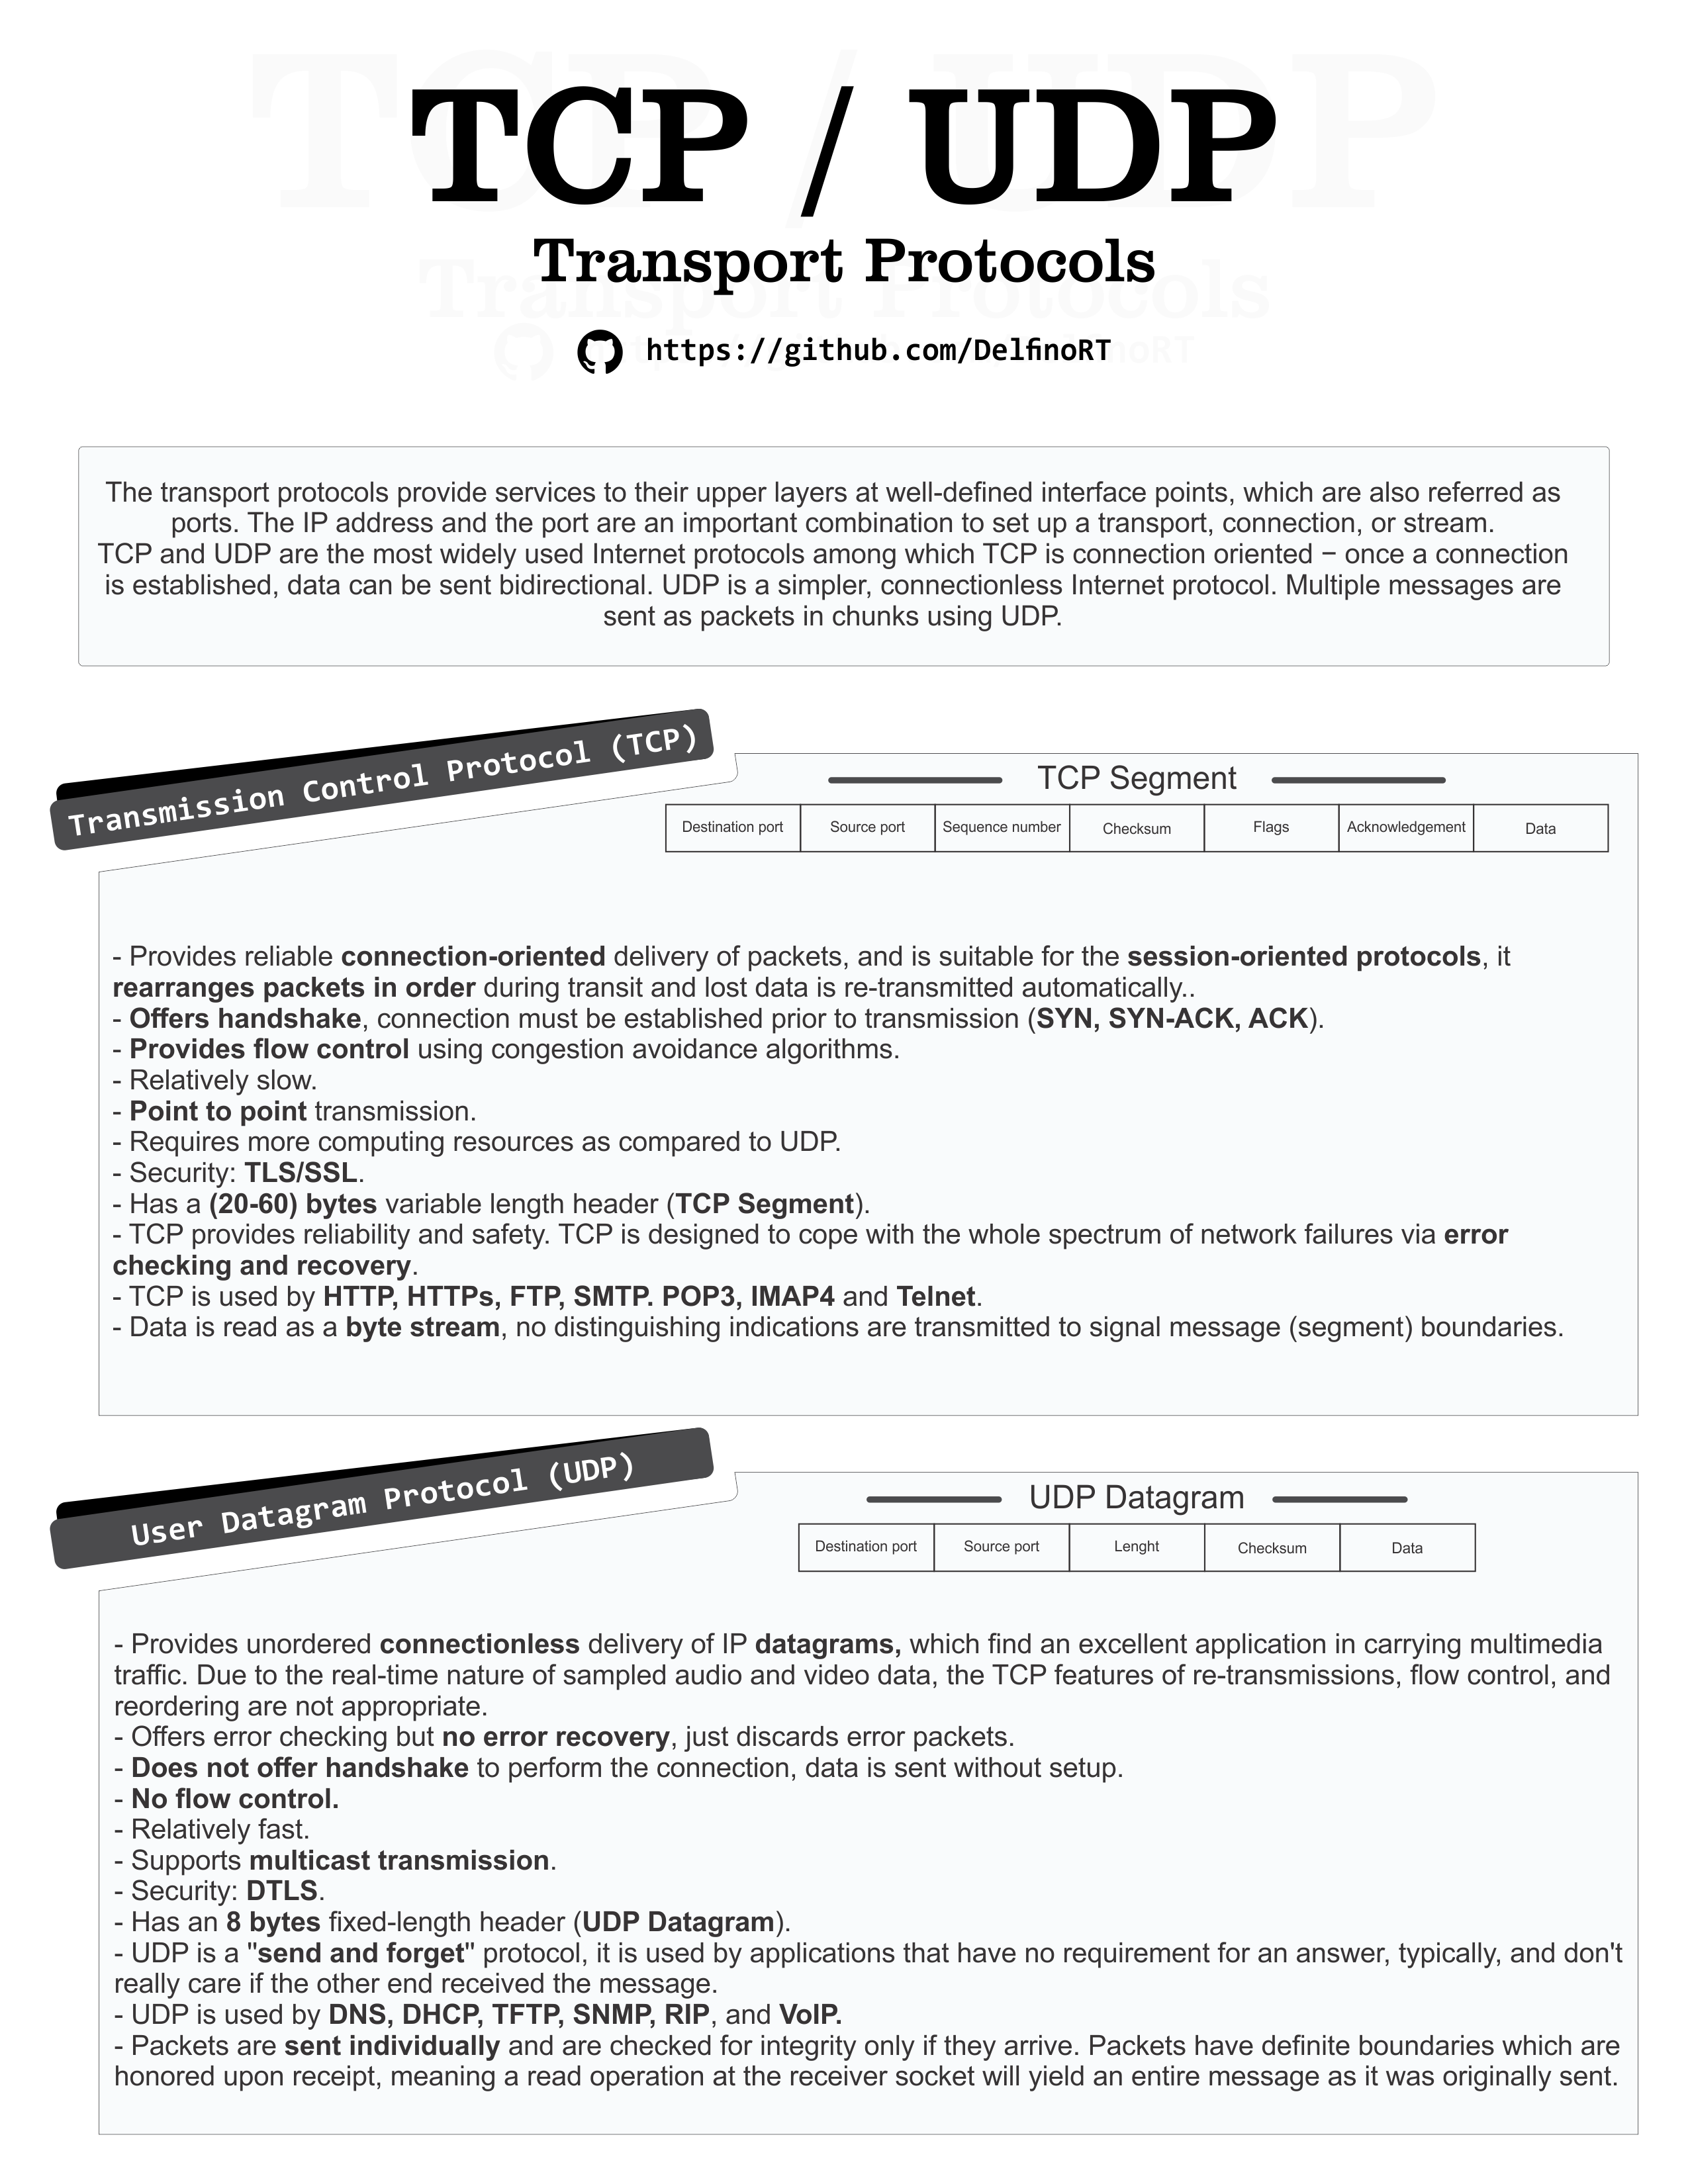 TCP / UDP
Transport Protocols
https://github.com/DelfinoRT
The transport protocols provide services to their upper layers at well-defined interface points, which are also referred as
ports. The IP address and the port are an important combination to set up a transport, connection, or stream.
TCP and UDP are the most widely used Internet protocols among which TCP is connection oriented − once a connection
is established, data can be sent bidirectional. UDP is a simpler, connectionless Internet protocol. Multiple messages are
sent as packets in chunks using UDP.
Transmission Control Protocol (TCP)
TCP Segment
Destination port Source port Sequence number Checksum Flags Acknowledgement Data
- Provides reliable connection-oriented delivery of packets, and is suitable for the session-oriented protocols, it
rearranges packets in order during transit and lost data is re-transmitted automatically..
- Offers handshake, connection must be established prior to transmission (SYN, SYN-ACK, ACK).
- Provides flow control using congestion avoidance algorithms.
- Relatively slow.
- Point to point transmission.
- Requires more computing resources as compared to UDP.
- Security: TLS/SSL.
- Has a (20-60) bytes variable length header (TCP Segment).
- TCP provides reliability and safety. TCP is designed to cope with the whole spectrum of network failures via error
checking and recovery.
- TCP is used by HTTP, HTTPs, FTP, SMTP. POP3, IMAP4 and Telnet.
- Data is read as a byte stream, no distinguishing indications are transmitted to signal message (segment) boundaries.
User Datagram Protocol (UDP)
UDP Datagram
Destination port Source port Lenght Checksum Data
- Provides unordered connectionless delivery of IP datagrams, which find an excellent application in carrying multimedia
traffic. Due to the real-time nature of sampled audio and video data, the TCP features of re-transmissions, flow control, and
reordering are not appropriate.
- Offers error checking but no error recovery, just discards error packets.
- Does not offer handshake to perform the connection, data is sent without setup.
- No flow control.
- Relatively fast.
- Supports multicast transmission.
- Security: DTLS.
- Has an 8 bytes fixed-length header (UDP Datagram).
- UDP is a "send and forget" protocol, it is used by applications that have no requirement for an answer, typically, and don't
really care if the other end received the message.
- UDP is used by DNS, DHCP, TFTP, SNMP, RIP, and VoIP.
- Packets are sent individually and are checked for integrity only if they arrive. Packets have definite boundaries which are
honored upon receipt, meaning a read operation at the receiver socket will yield an entire message as it was originally sent.